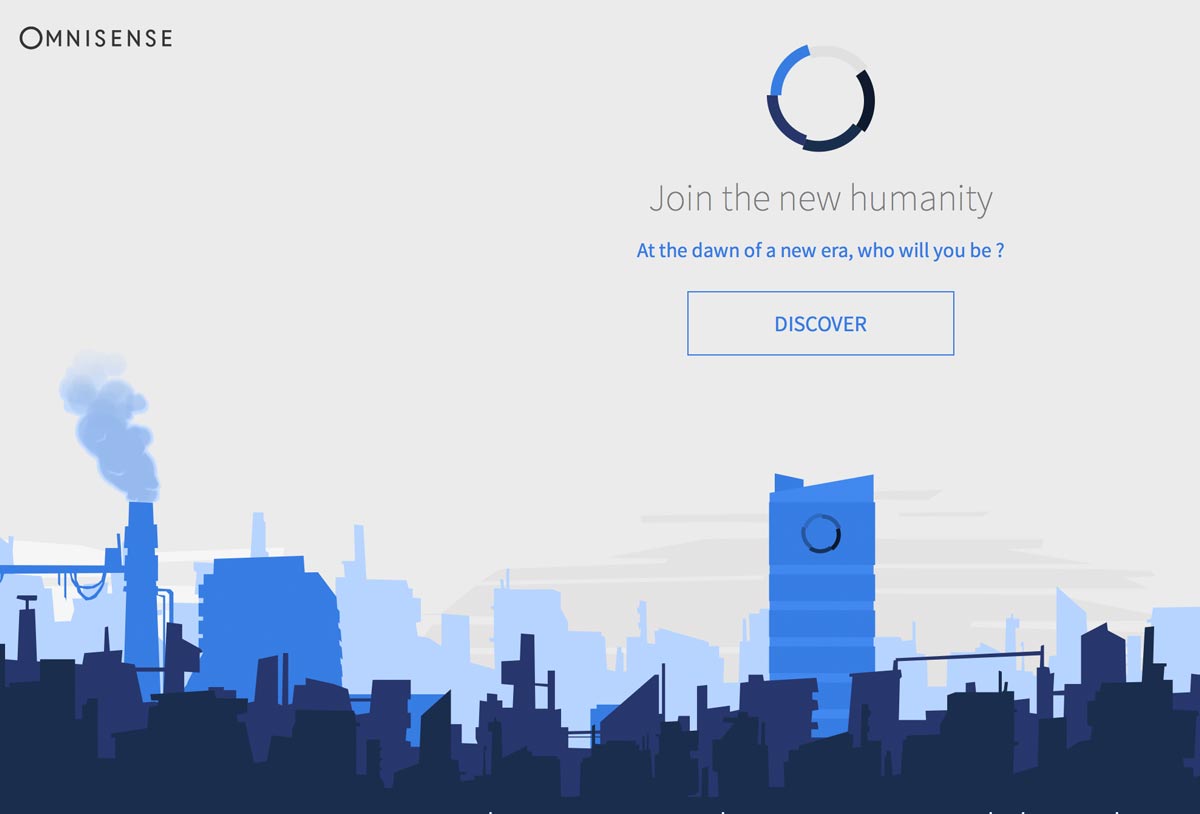 OMNISENSE
Join the new humanity
At the dawn of a new era, who will you be ?
DISCOVER